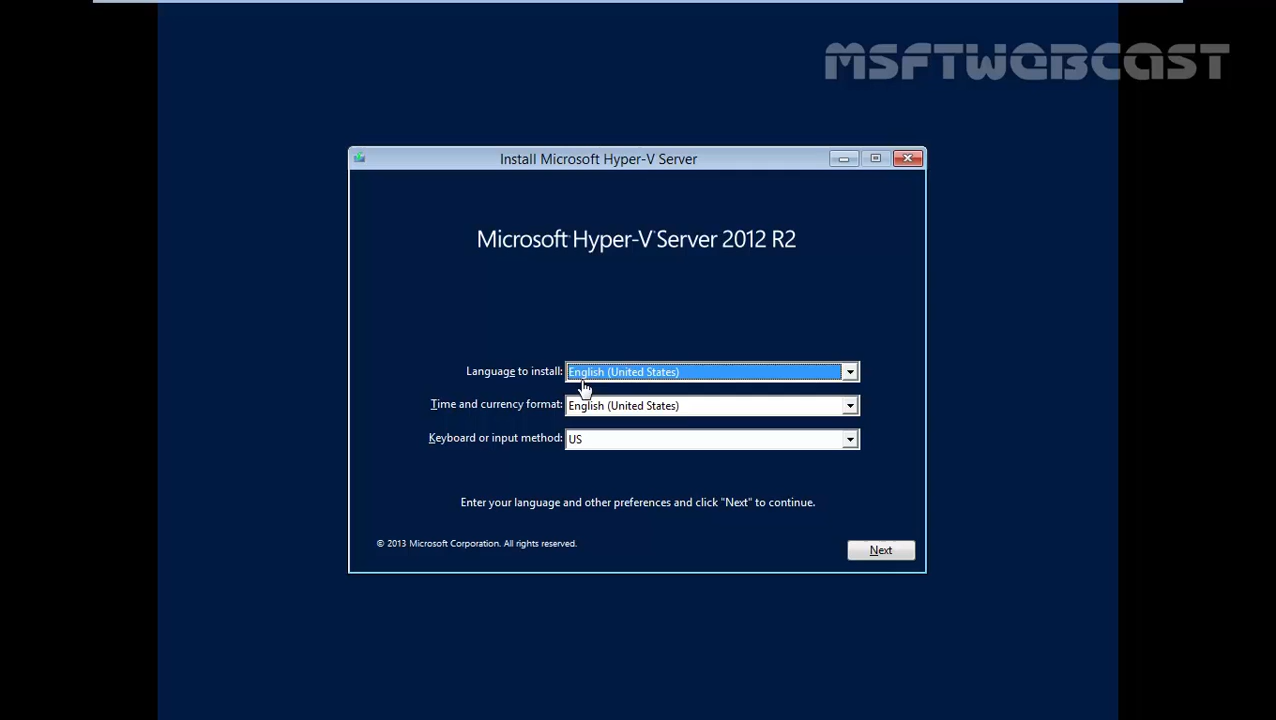 MSFTWEBCAST
Install Microsoft Hyper-V Server
Microsoft Hyper-V Server 2012 R2
Language to install: English (United States)
Time and currency format: English (United States)
Keyboard or input method: US
Enter your language and other preferences and click "Next" to continue.
© 2013 Microsoft Corporation. All rights reserved.
Next